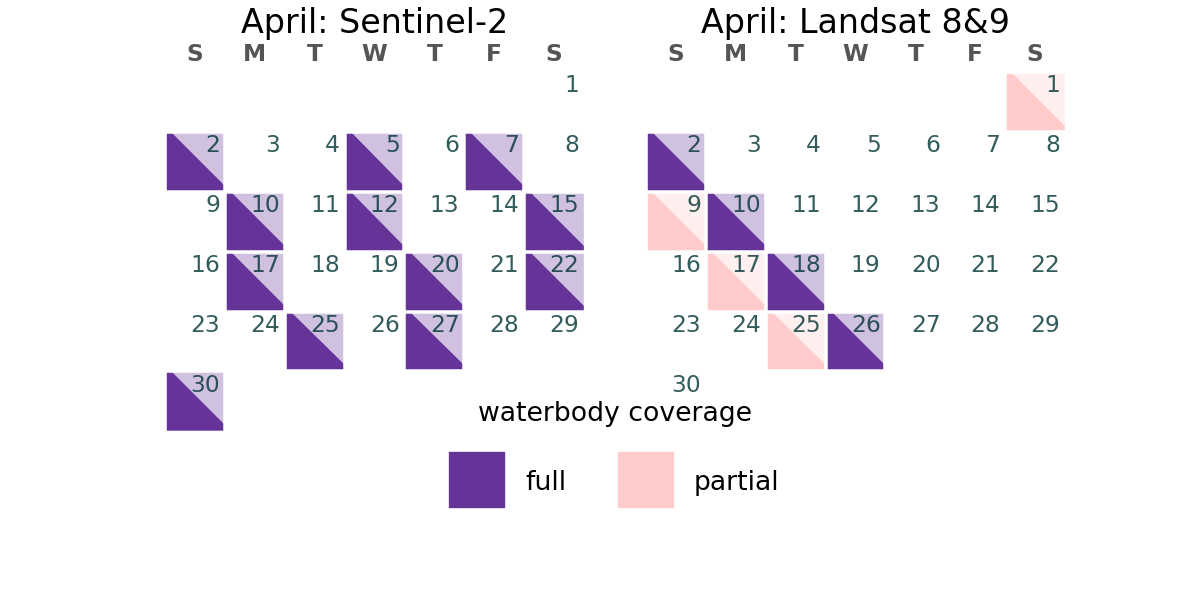 April: Sentinel-2
S M T W T F S
1
2 3 4 5 6 7 8
9 10 11 12 13 14 15
16 17 18 19 20 21 22
23 24 25 26 27 28 29
30
April: Landsat 8&9
S M T W T F S
1
2 3 4 5 6 7 8
9 10 11 12 13 14 15
16 17 18 19 20 21 22
23 24 25 26 27 28 29
30
waterbody coverage
full
partial